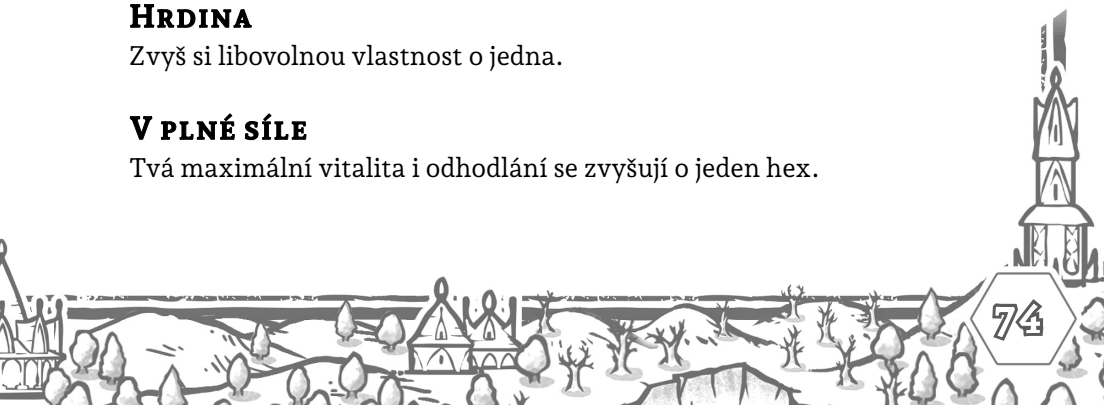 Hrdina
Zvyš si libovolnou vlastnost o jedna.
V plné síle
Tvá maximální vitalita i odhodlání se zvyšují o jeden hex.
74